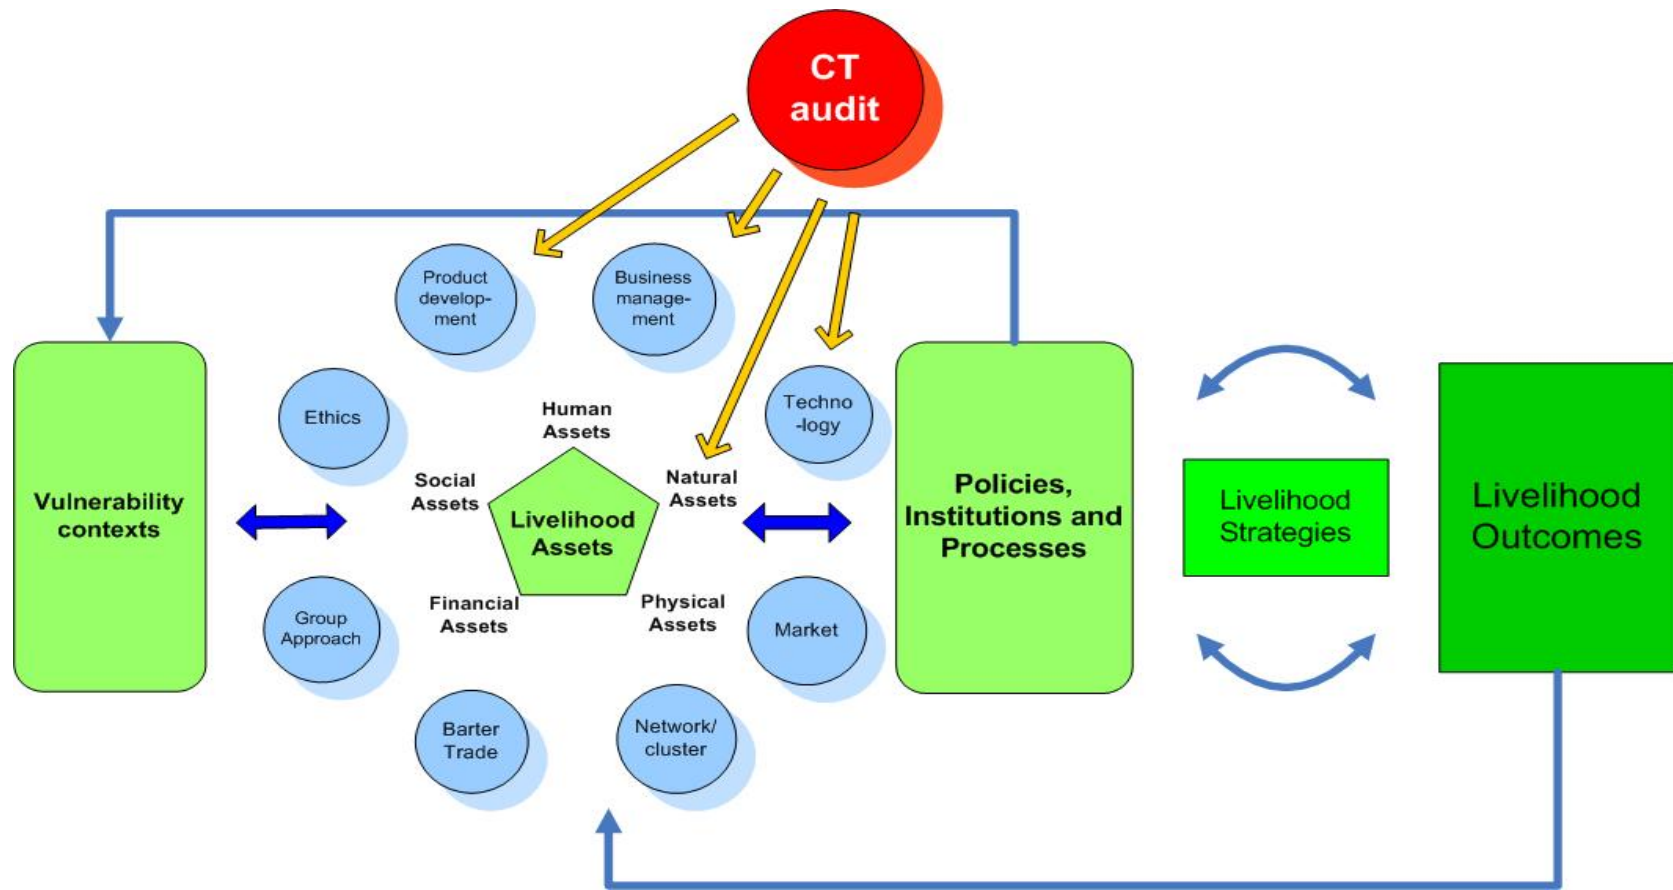 CT
audit
Product
develop-
ment
Business
manage-
ment
Ethics
Techno
-logy
Human
Assets
Social
Assets
Natural
Assets
Livelihood
Assets
Financial
Assets
Physical
Assets
Group
Approach
Market
Barter
Trade
Network/
cluster
Vulnerability
contexts
Policies,
Institutions and
Processes
Livelihood
Strategies
Livelihood
Outcomes